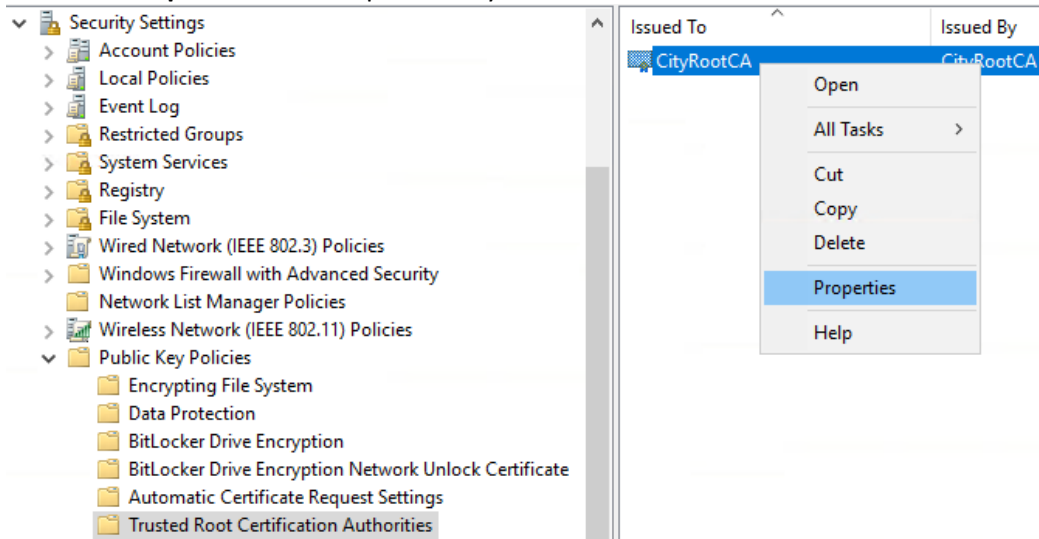 Security Settings
Account Policies
Local Policies
Event Log
Restricted Groups
System Services
Registry
File System
Wired Network (IEEE 802.3) Policies
Windows Firewall with Advanced Security
Network List Manager Policies
Wireless Network (IEEE 802.11) Policies
Public Key Policies
Encrypting File System
Data Protection
BitLocker Drive Encryption
BitLocker Drive Encryption Network Unlock Certificate
Automatic Certificate Request Settings
Trusted Root Certification Authorities
Issued To Issued By
CityRootCA CityRootCA
Open
All Tasks >
Cut
Copy
Delete
Properties
Help